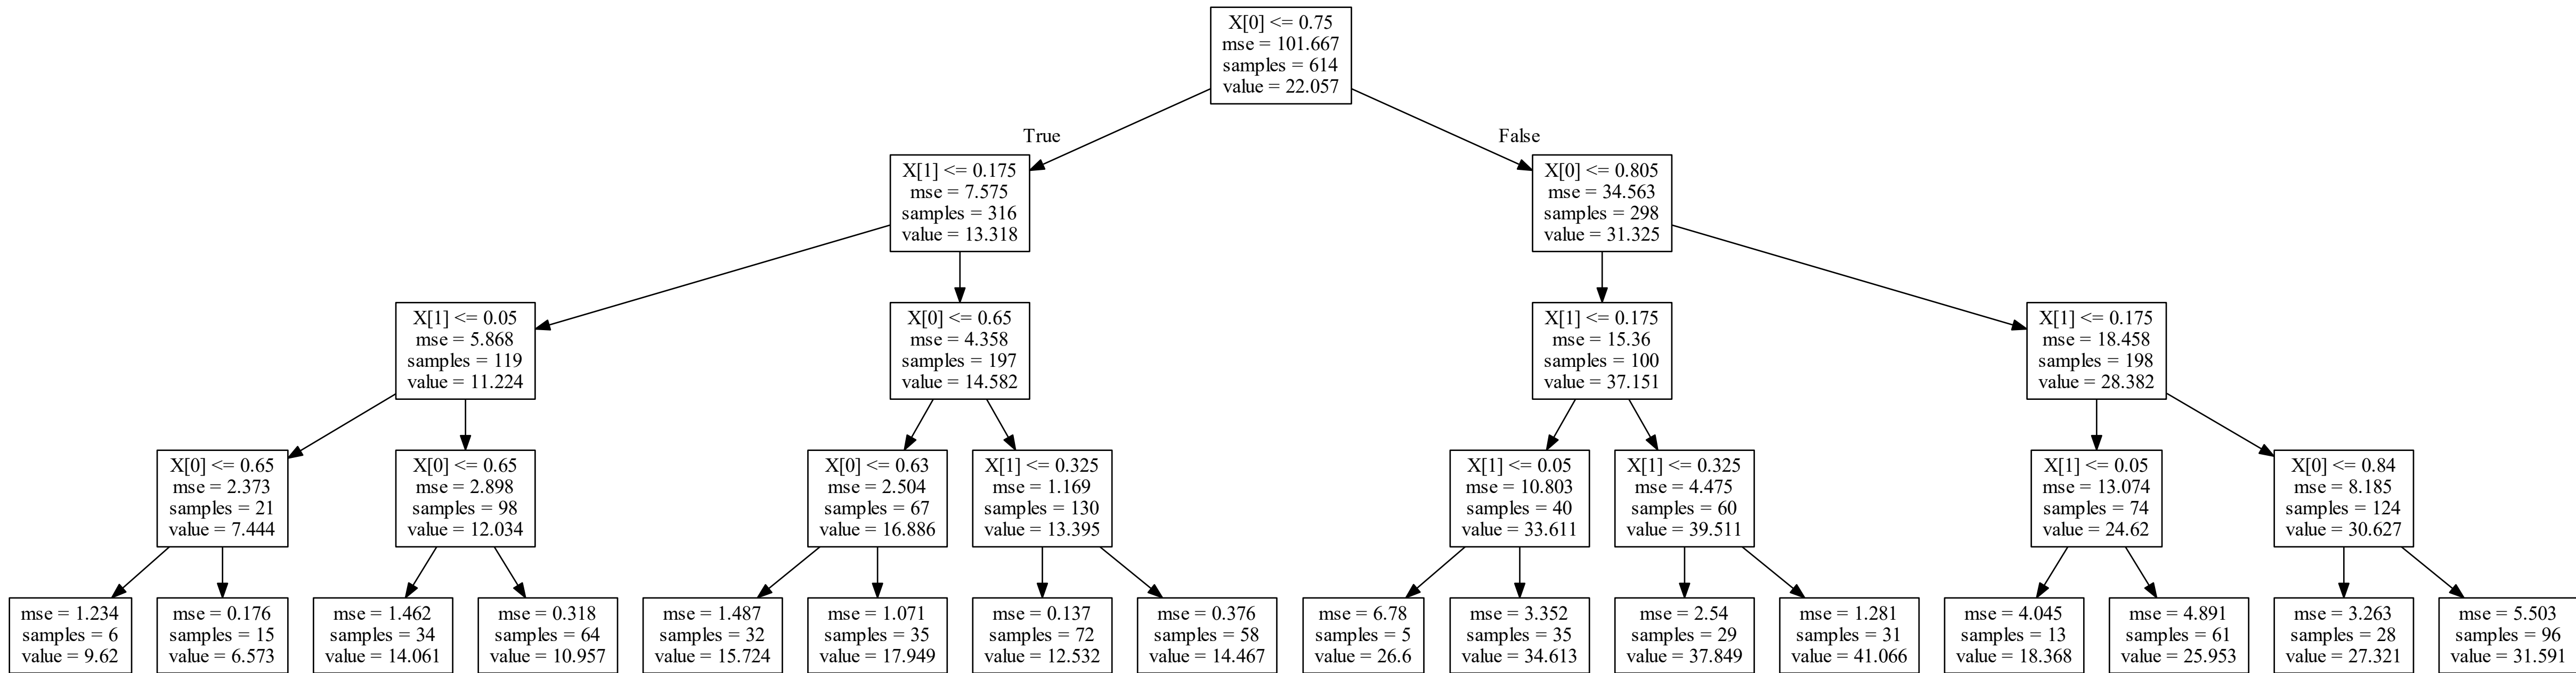 X[0] <= 0.75
mse = 101.667
samples = 614
value = 22.057
True
False
X[1] <= 0.175
mse = 7.575
samples = 316
value = 13.318
X[0] <= 0.805
mse = 34.563
samples = 298
value = 31.325
X[1] <= 0.05
mse = 5.868
samples = 119
value = 11.224
X[0] <= 0.65
mse = 4.358
samples = 197
value = 14.582
X[1] <= 0.175
mse = 15.36
samples = 100
value = 37.151
X[1] <= 0.175
mse = 18.458
samples = 198
value = 28.382
X[0] <= 0.65
mse = 2.373
samples = 21
value = 7.444
X[0] <= 0.65
mse = 2.898
samples = 98
value = 12.034
X[0] <= 0.63
mse = 2.504
samples = 67
value = 16.886
X[1] <= 0.325
mse = 1.169
samples = 130
value = 13.395
X[1] <= 0.05
mse = 10.803
samples = 40
value = 33.611
X[1] <= 0.325
mse = 4.475
samples = 60
value = 39.511
X[1] <= 0.05
mse = 13.074
samples = 74
value = 24.62
X[0] <= 0.84
mse = 8.185
samples = 124
value = 30.627
mse = 1.234
samples = 6
value = 9.62
mse = 0.176
samples = 15
value = 6.573
mse = 1.462
samples = 34
value = 14.061
mse = 0.318
samples = 64
value = 10.957
mse = 1.487
samples = 32
value = 15.724
mse = 1.071
samples = 35
value = 17.949
mse = 0.137
samples = 72
value = 12.532
mse = 0.376
samples = 58
value = 14.467
mse = 6.78
samples = 5
value = 26.6
mse = 3.352
samples = 35
value = 34.613
mse = 2.54
samples = 29
value = 37.849
mse = 1.281
samples = 31
value = 41.066
mse = 4.045
samples = 13
value = 18.368
mse = 4.891
samples = 61
value = 25.953
mse = 3.263
samples = 28
value = 27.321
mse = 5.503
samples = 96
value = 31.591